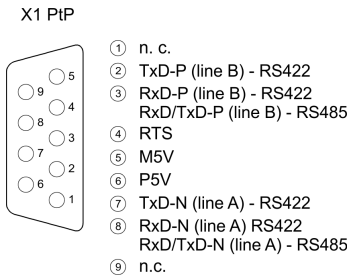 X1 PtP
5
9
4
8
3
7
2
6
1
1 n. c.
2 TxD-P (line B) - RS422
3 RxD-P (line B) - RS422
RxD/TxD-P (line B) - RS485
4 RTS
5 M5V
6 P5V
7 TxD-N (line A) - RS422
8 RxD-N (line A) RS422
RxD/TxD-N (line A) - RS485
9 n.c.